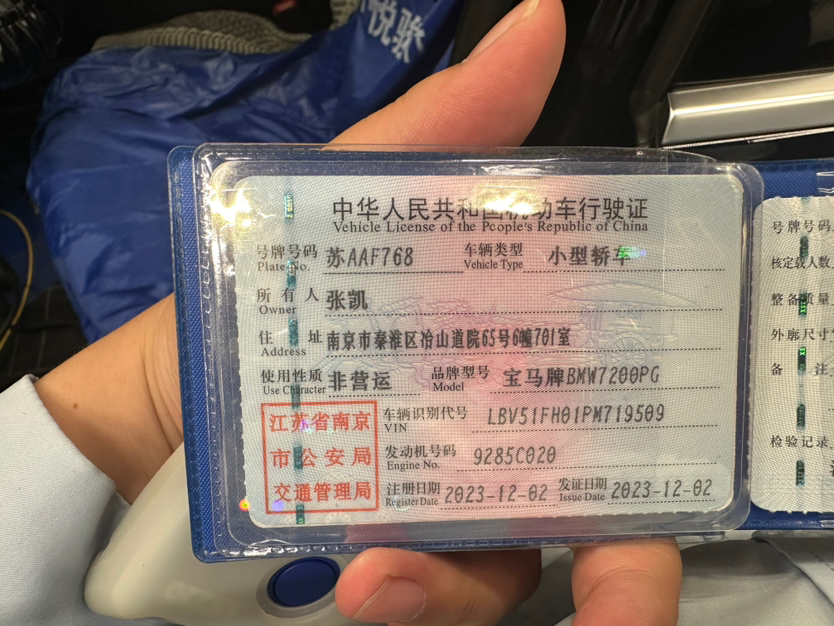 悦骏
中华人民共和国机动车行驶证
Vehicle License of the People's Republic of China
号牌号码 苏AAF768 车辆类型 小型轿车
Plate No. Vehicle Type
所有人 张凯
Owner
住址 南京市秦淮区冶山道院65号6幢701室
Address
使用性质 非营运 品牌型号 宝马牌BMW7200PG
Use Character Model
江苏省南京
市公安局
交通管理局
车辆识别代号 LBV51FH01PM719509
VIN
发动机号码 9285C020
Engine No.
注册日期 2023-12-02 发证日期 2023-12-02
Register Date Issue Date
号牌号码
核定载人数
整备质量
外廓尺寸
备注
检验记录